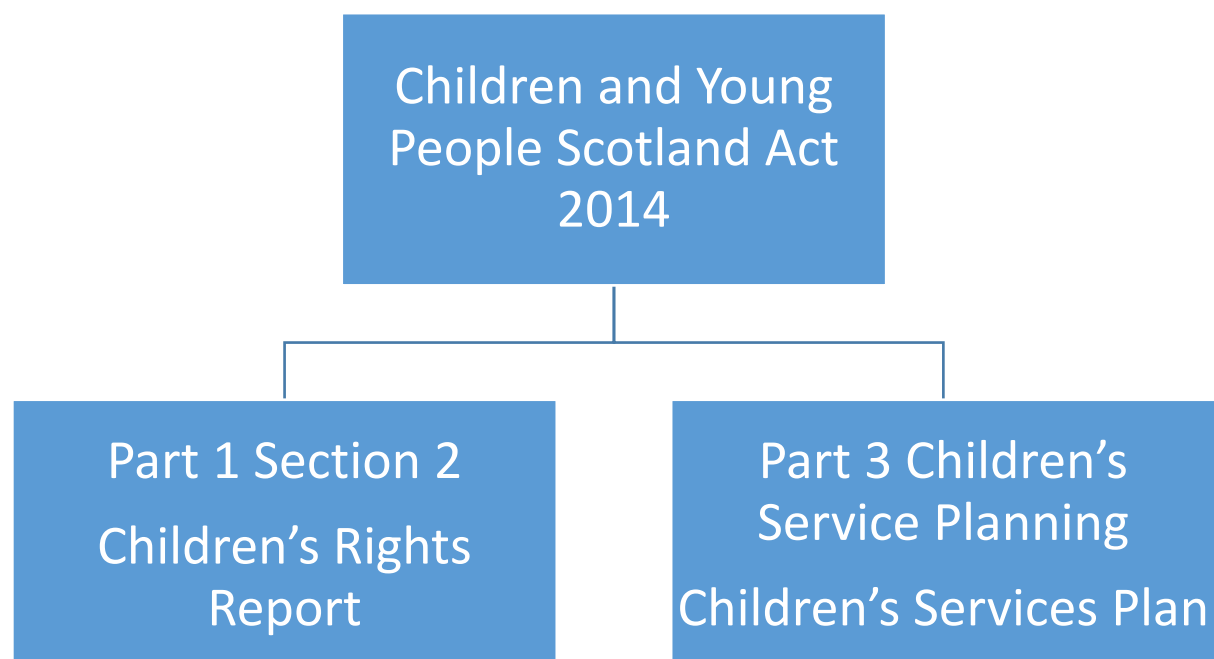 Children and Young
People Scotland Act
2014
Part 1 Section 2
Children’s Rights
Report
Part 3 Children’s
Service Planning
Children’s Services Plan